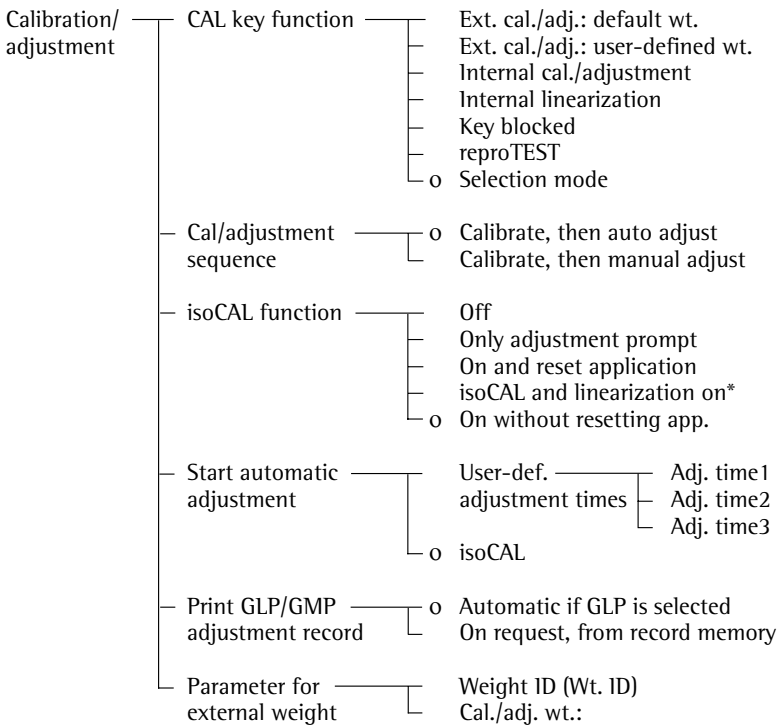 Calibration/ CAL key function Ext. cal./adj.: default wt.
adjustment Ext. cal./adj.: user-defined wt.
Internal cal./adjustment
Internal linearization
Key blocked
reproTEST
o Selection mode
Cal/adjustment o Calibrate, then auto adjust
sequence Calibrate, then manual adjust
isoCAL function Off
Only adjustment prompt
On and reset application
isoCAL and linearization on*
o On without resetting app.
Start automatic User-def. Adj. time1
adjustment adjustment times Adj. time2
Adj. time3
o isoCAL
Print GLP/GMP o Automatic if GLP is selected
adjustment record On request, from record memory
Parameter for Weight ID (Wt. ID)
external weight Cal./adj. wt.: